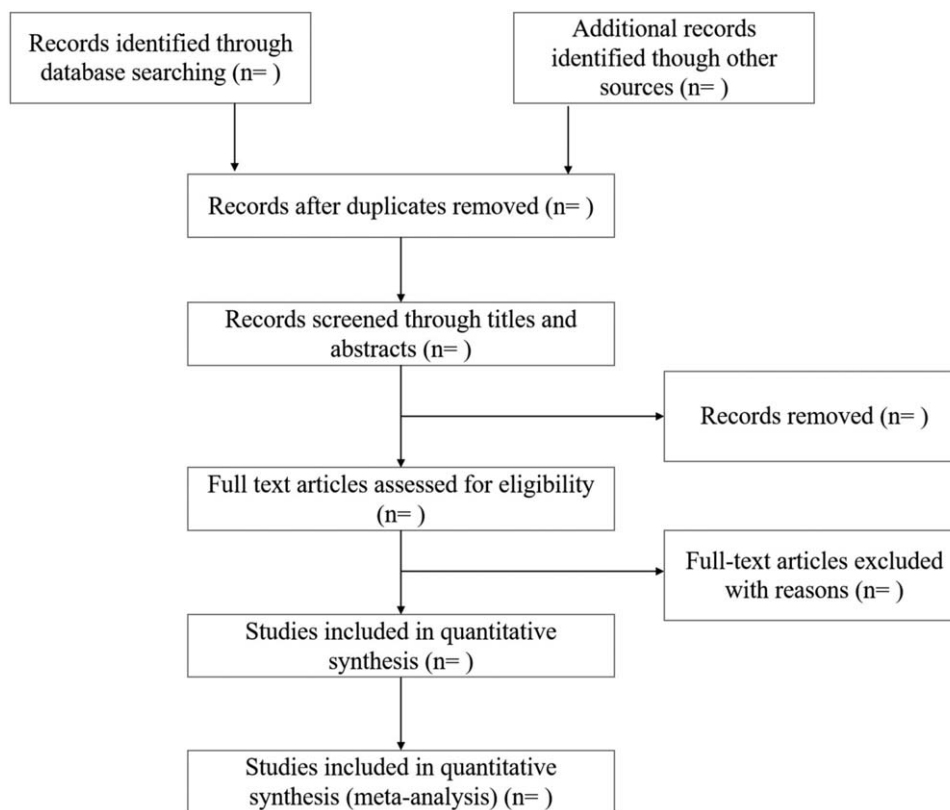 Records identified through
database searching (n= )
Additional records
identified though other
sources (n= )
Records after duplicates removed (n= )
Records screened through titles and
abstracts (n= )
Records removed (n= )
Full text articles assessed for eligibility
(n= )
Full-text articles excluded
with reasons (n= )
Studies included in quantitative
synthesis (n= )
Studies included in quantitative
synthesis (meta-analysis) (n= )